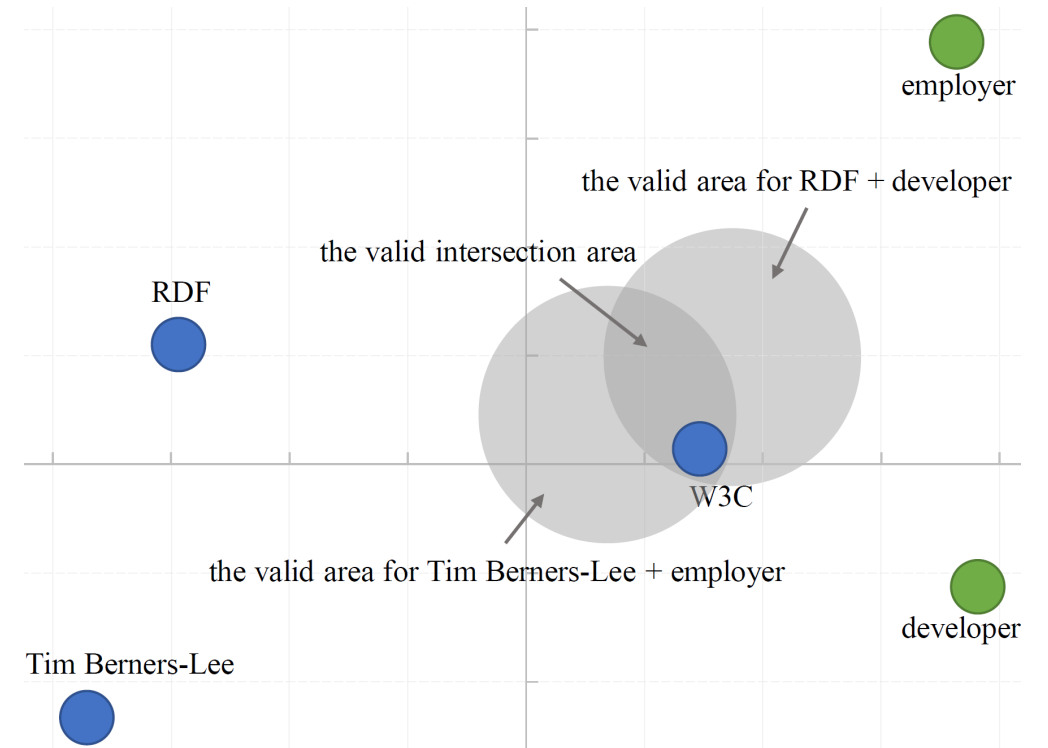 employer
the valid area for RDF + developer
the valid intersection area
RDF
W3C
the valid area for Tim Berners-Lee + employer
developer
Tim Berners-Lee